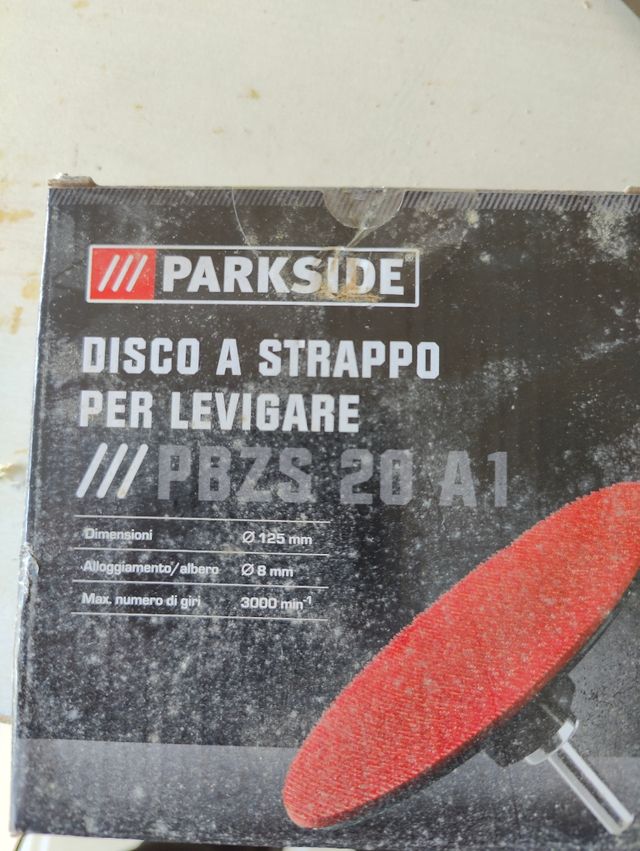 /// PARKSIDE®
DISCO A STRAPPO
PER LEVIGARE
/// PBZS 20 A1
Dimensioni Ø 125 mm
Alloggiamento/albero Ø 8 mm
Max. numero di giri 3000 min⁻¹